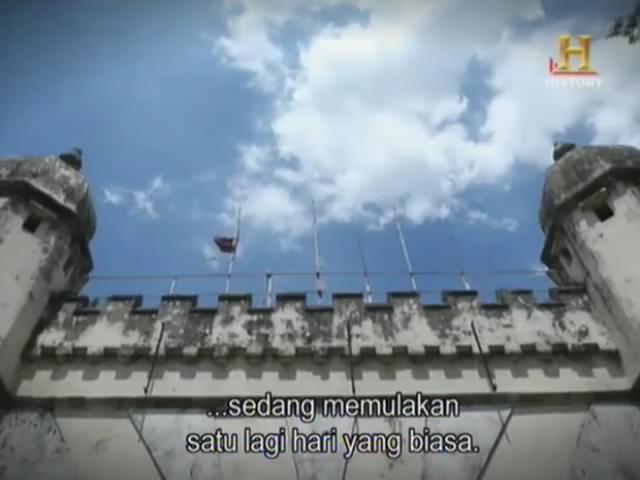 H
HISTORY
...sedang memulakan
satu lagi hari yang biasa.